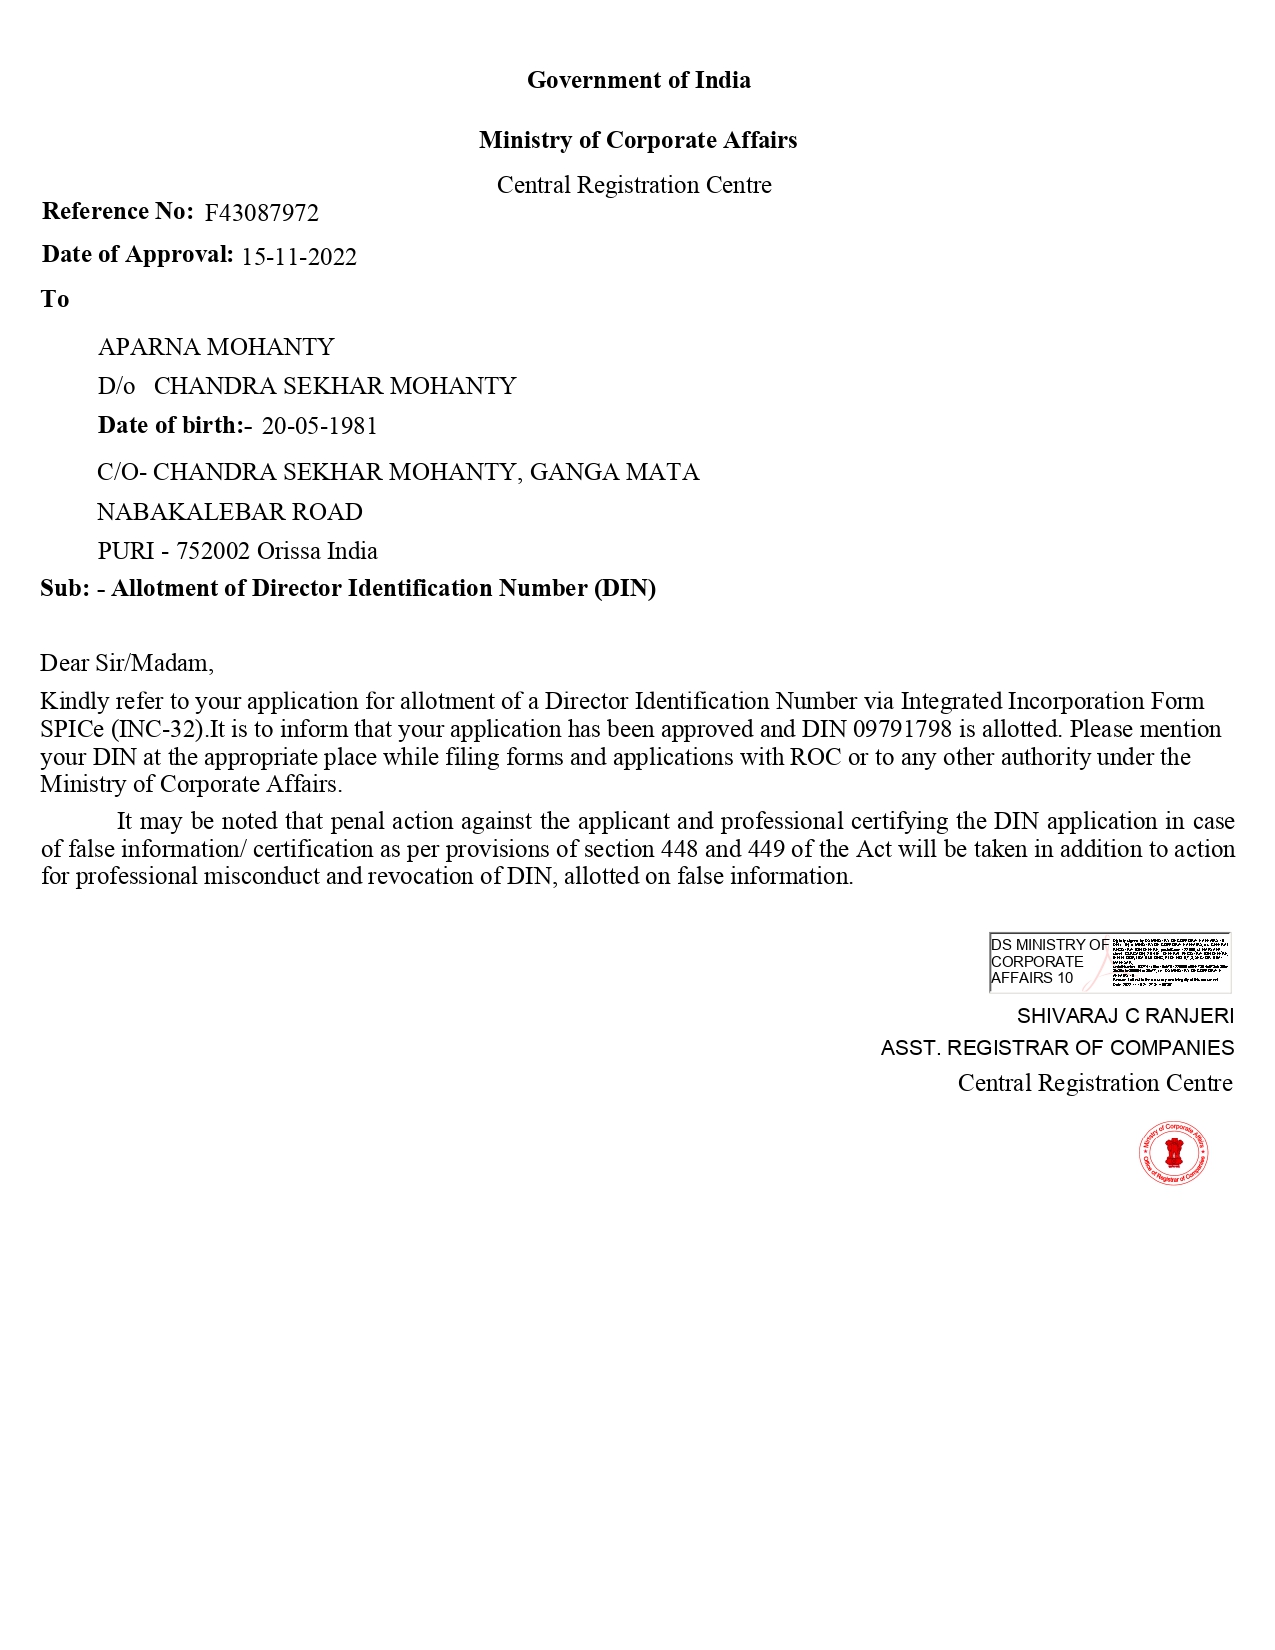 Government of India
Ministry of Corporate Affairs
Central Registration Centre
Reference No: F43087972
Date of Approval: 15-11-2022
To
APARNA MOHANTY
D/o CHANDRA SEKHAR MOHANTY
Date of birth:- 20-05-1981
C/O- CHANDRA SEKHAR MOHANTY, GANGA MATA
NABAKALEBAR ROAD
PURI - 752002 Orissa India
Sub: - Allotment of Director Identification Number (DIN)
Dear Sir/Madam,
Kindly refer to your application for allotment of a Director Identification Number via Integrated Incorporation Form
SPICe (INC-32).It is to inform that your application has been approved and DIN 09791798 is allotted. Please mention
your DIN at the appropriate place while filing forms and applications with ROC or to any other authority under the
Ministry of Corporate Affairs.
It may be noted that penal action against the applicant and professional certifying the DIN application in case
of false information/ certification as per provisions of section 448 and 449 of the Act will be taken in addition to action
for professional misconduct and revocation of DIN, allotted on false information.
DS MINISTRY OF
CORPORATE
AFFAIRS 10
SHIVARAJ C RANJERI
ASST. REGISTRAR OF COMPANIES
Central Registration Centre
Ministry of Corporate Affairs
Office of Registrar of Companies